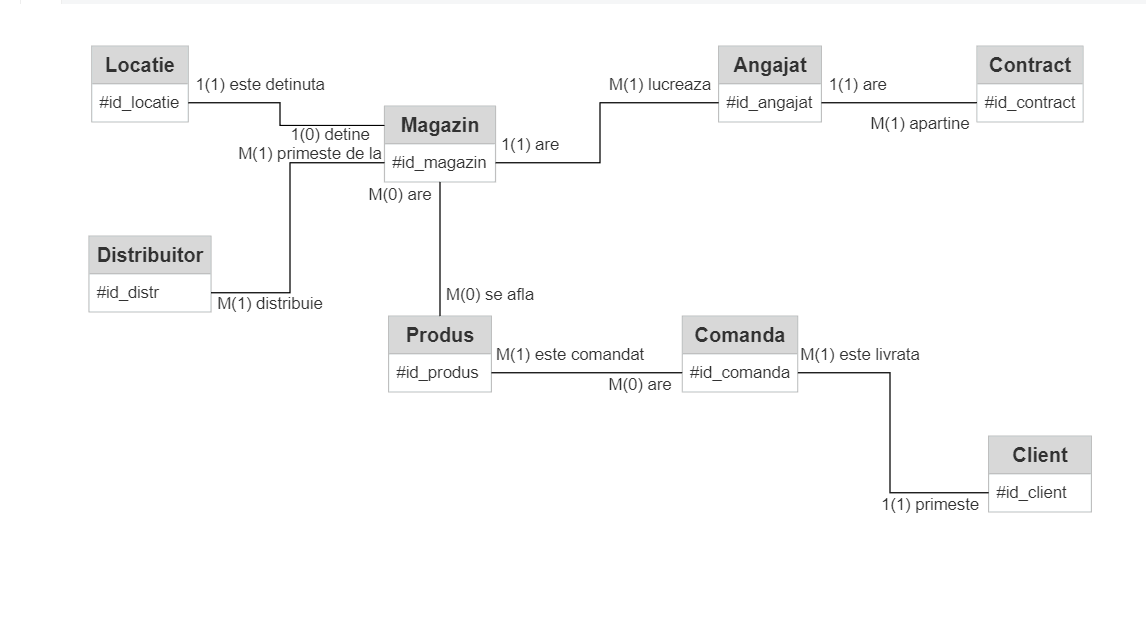 Locatie
#id_locatie
1(1) este detinuta
1(0) detine
Magazin
#id_magazin
M(1) primeste de la
1(1) are
M(1) lucreaza
Angajat
#id_angajat
1(1) are
M(1) apartine
Contract
#id_contract
M(0) are
Distribuitor
#id_distr
M(1) distribuie
M(0) se afla
Produs
#id_produs
M(1) este comandat
M(0) are
Comanda
#id_comanda
M(1) este livrata
Client
#id_client
1(1) primeste